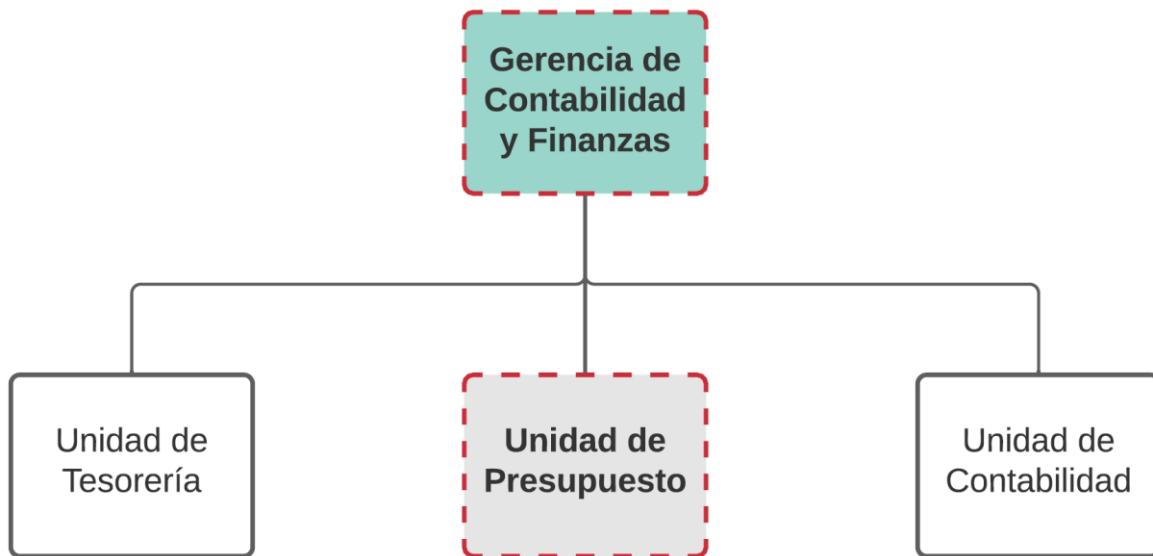 Gerencia de
Contabilidad
y Finanzas
Unidad de
Tesorería
Unidad de
Presupuesto
Unidad de
Contabilidad